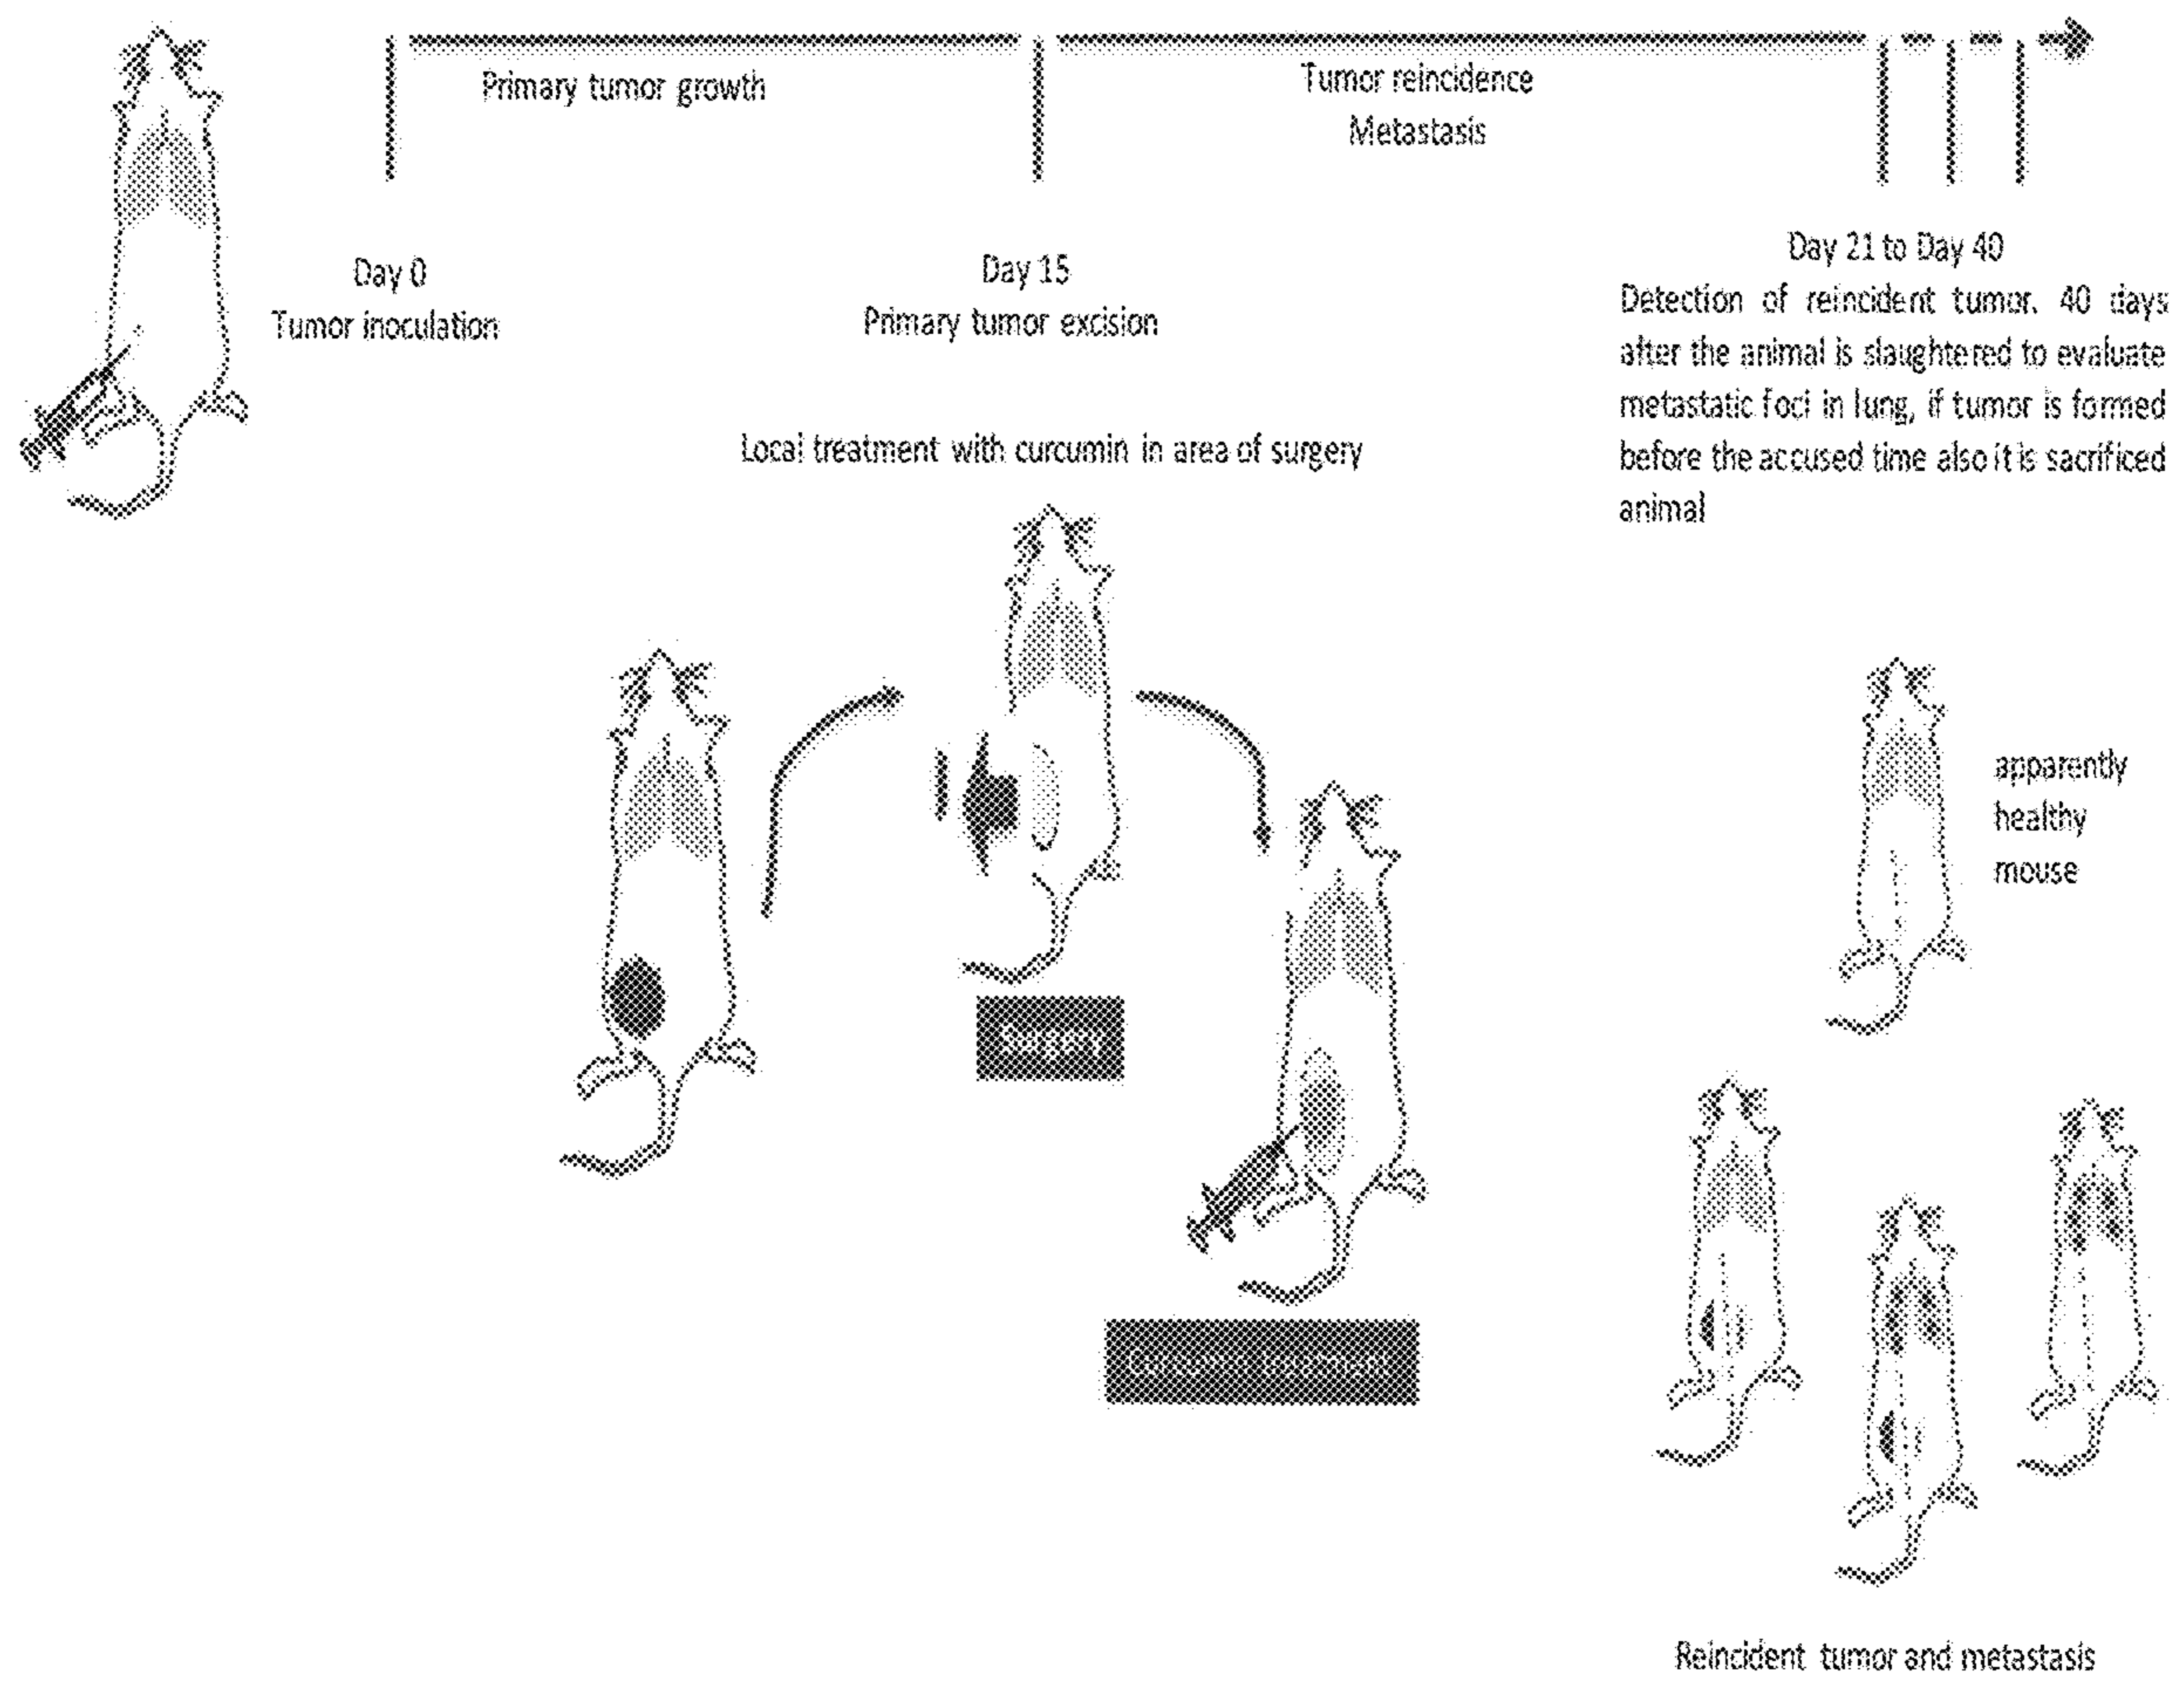 Primary tumor growth
Tumor reincidence
Metastasis
Day 0
Tumor inoculation
Day 15
Primary tumor excision
Local treatment with curcumin in area of surgery
Day 21 to Day 40
Detection of reincident tumor. 40 days
after the animal is slaughtered to evaluate
metastatic foci in lung, if tumor is formed
before the accused time also it is sacrificed
animal
apparently
healthy
mouse
Surgery
Curcumin treatment
Reincident tumor and metastasis